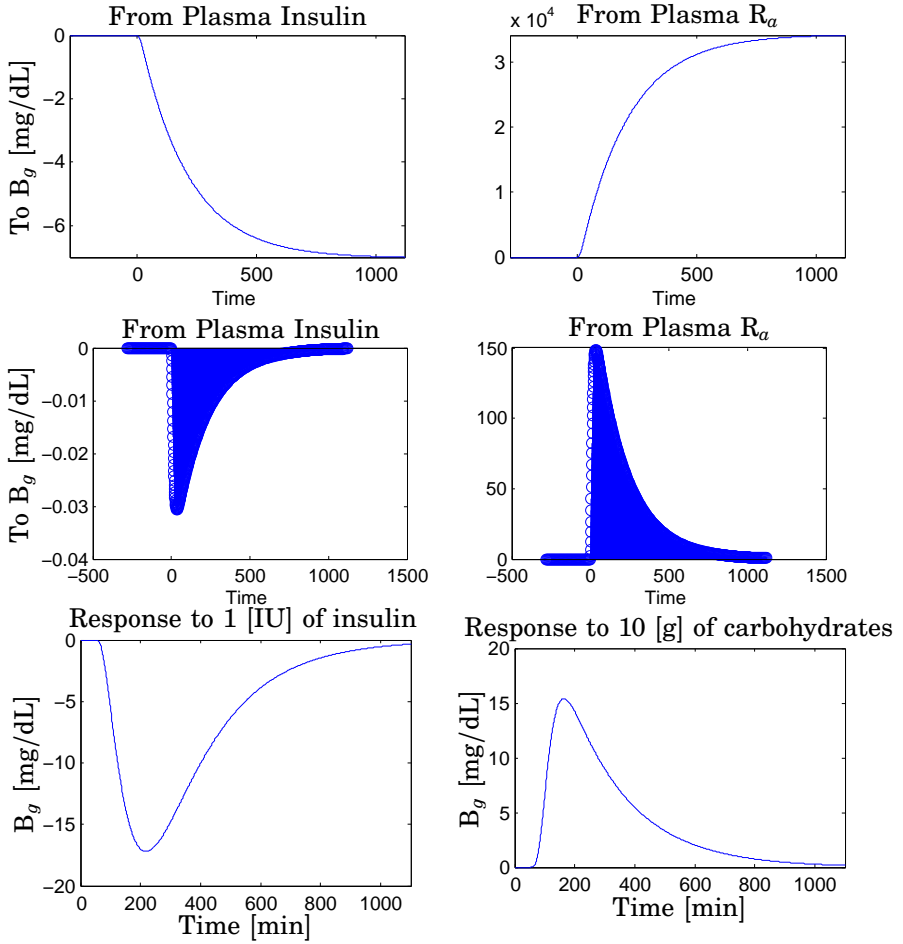 From Plasma Insulin
To B_g [mg/dL]
0
−2
−4
−6
0 500 1000
Time
From Plasma R_a
x 10^4
3
2
1
0
0 500 1000
Time
From Plasma Insulin
To B_g [mg/dL]
0
−0.01
−0.02
−0.03
−0.04
−500 0 500 1000 1500
Time
From Plasma R_a
150
100
50
0
−500 0 500 1000 1500
Time
Response to 1 [IU] of insulin
B_g [mg/dL]
0
−5
−10
−15
−20
0 200 400 600 800 1000
Time [min]
Response to 10 [g] of carbohydrates
B_g [mg/dL]
20
15
10
5
0
0 200 400 600 800 1000
Time [min]